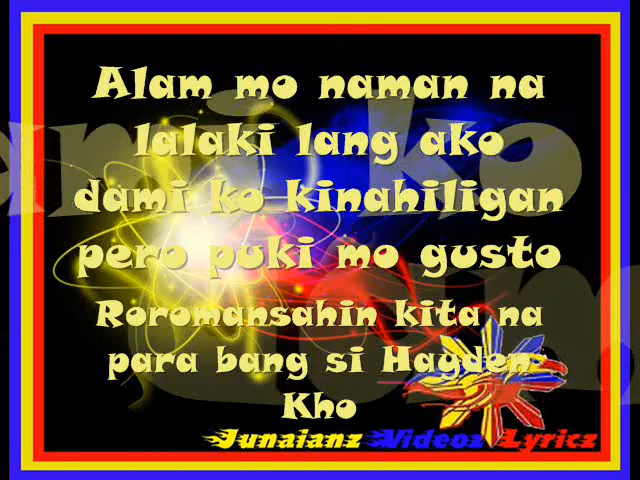 Alam mo naman na
lalaki lang ako
dami ko kinahiligan
pero puki mo gusto
Roromansahin kita na
para bang si Hayden
Kho
Junaianz Videoz Lyricz